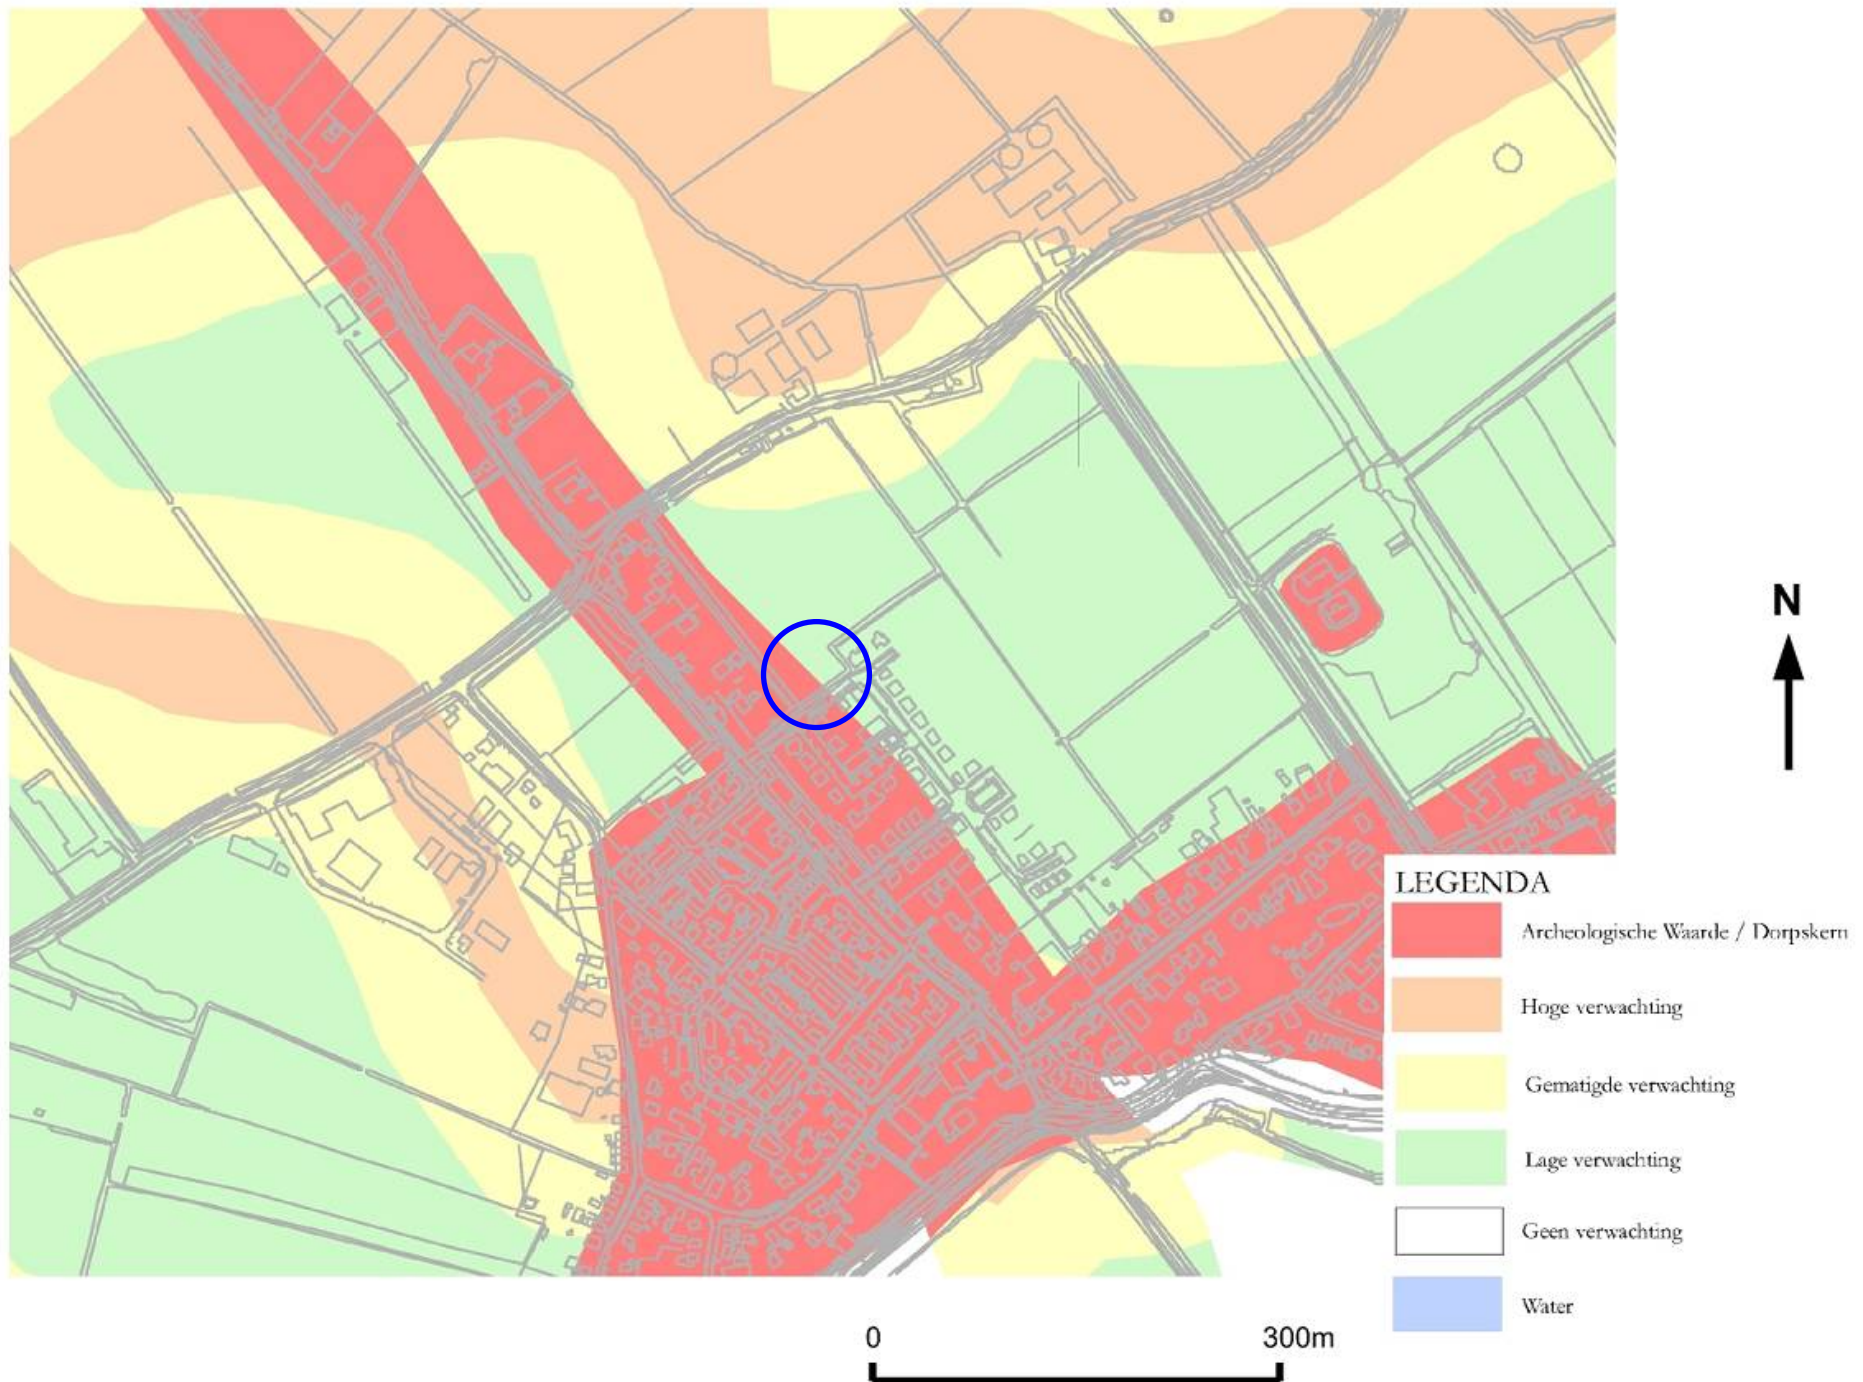 N
LEGENDA
Archeologische Waarde / Dorpskern
Hoge verwachting
Gematigde verwachting
Lage verwachting
Geen verwachting
Water
0 300m